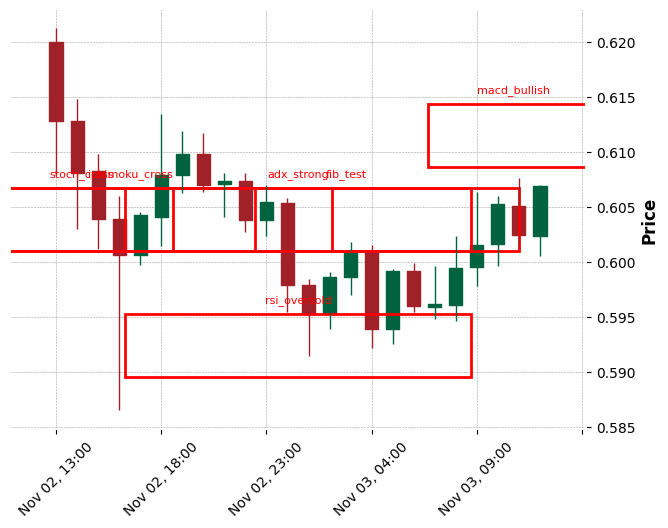 0.620
macd_bullish
0.615
0.610
adx_strong
fib_test
0.605
Price
0.600
rsi_oversold
0.595
0.590
0.585
Nov 02, 13:00
Nov 02, 18:00
Nov 02, 23:00
Nov 03, 04:00
Nov 03, 09:00